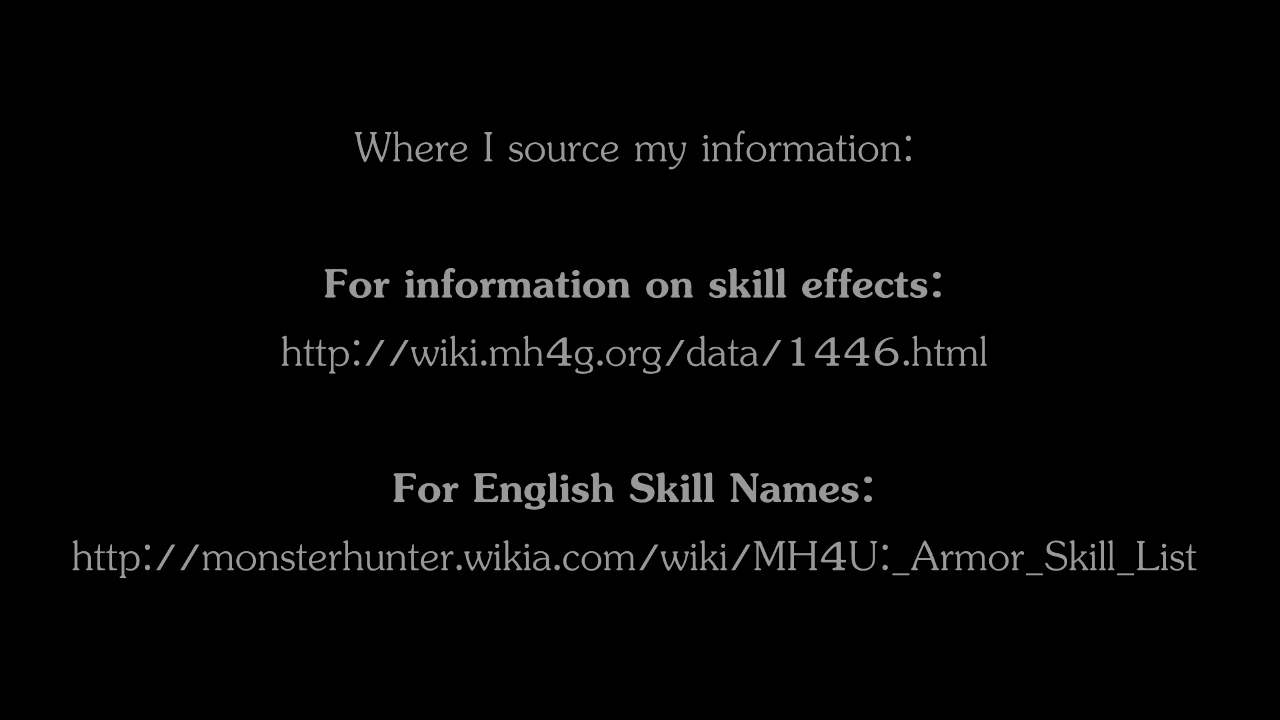 Where I source my information:
For information on skill effects:
http://wiki.mh4g.org/data/1446.html
For English Skill Names:
http://monsterhunter.wikia.com/wiki/MH4U:_Armor_Skill_List